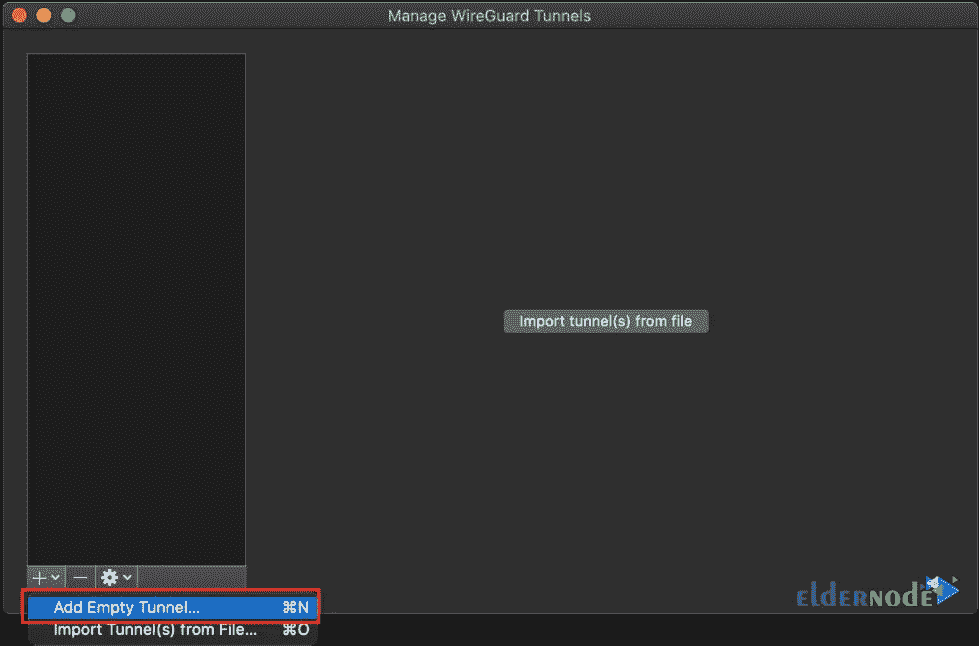 Manage WireGuard Tunnels
Import tunnel(s) from file
Add Empty Tunnel... ⌘N
Import Tunnel(s) from File... ⌘O
elderNODE